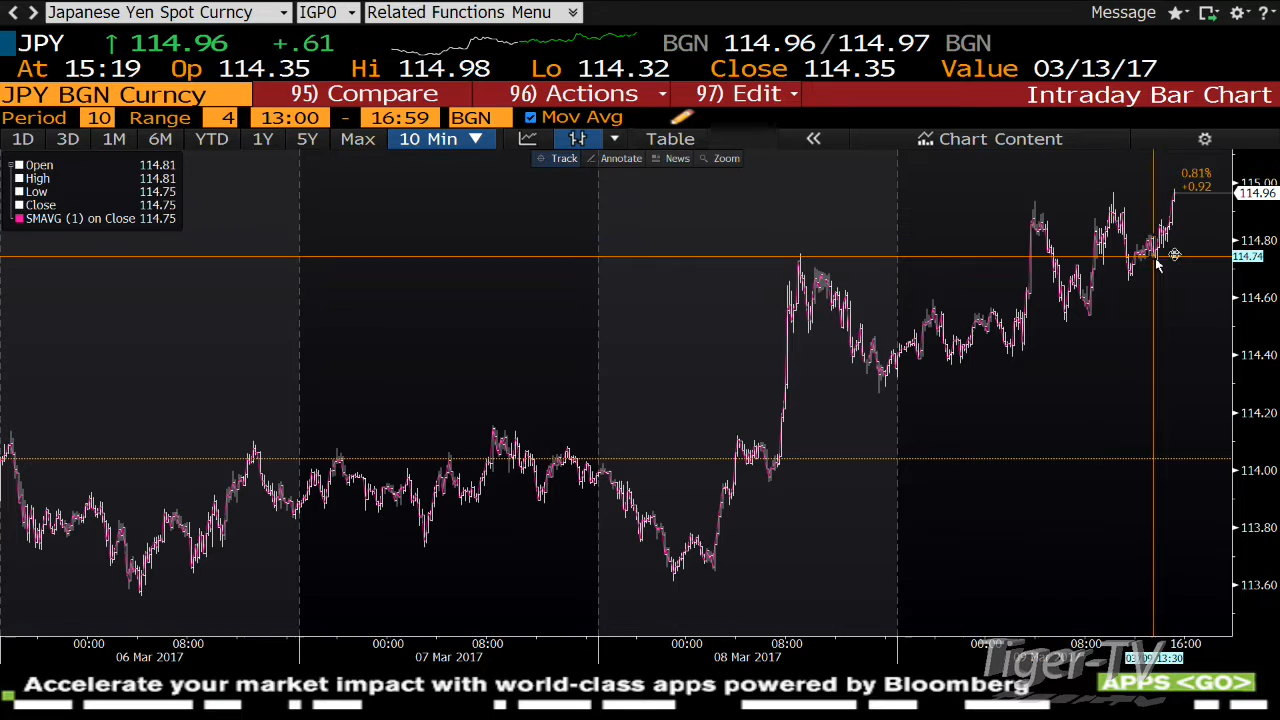 Japanese Yen Spot Curncy IGPO Related Functions Menu Message ?
JPY ↑ 114.96 +.61 BGN 114.96/114.97 BGN
At 15:19 Op 114.35 Hi 114.98 Lo 114.32 Close 114.35 Value 03/13/17
JPY BGN Curncy 95) Compare 96) Actions 97) Edit Intraday Bar Chart
Period 10 Range 4 13:00 - 16:59 BGN Mov Avg
1D 3D 1M 6M YTD 1Y 5Y Max 10 Min Table « Chart Content
Track Annotate News Zoom
Open 114.81
High 114.81
Low 114.75
Close 114.75
SMAVG (1) on Close 114.75
0.81%
+0.92
115.00
114.96
114.80
114.74
114.60
114.40
114.20
114.00
113.80
113.60
00:00 08:00 00:00 08:00 00:00 08:00 00:00 08:00 16:00
06 Mar 2017 07 Mar 2017 08 Mar 2017 03/09 13:30
Tiger-TV
Accelerate your market impact with world-class apps powered by Bloomberg APPS <GO>